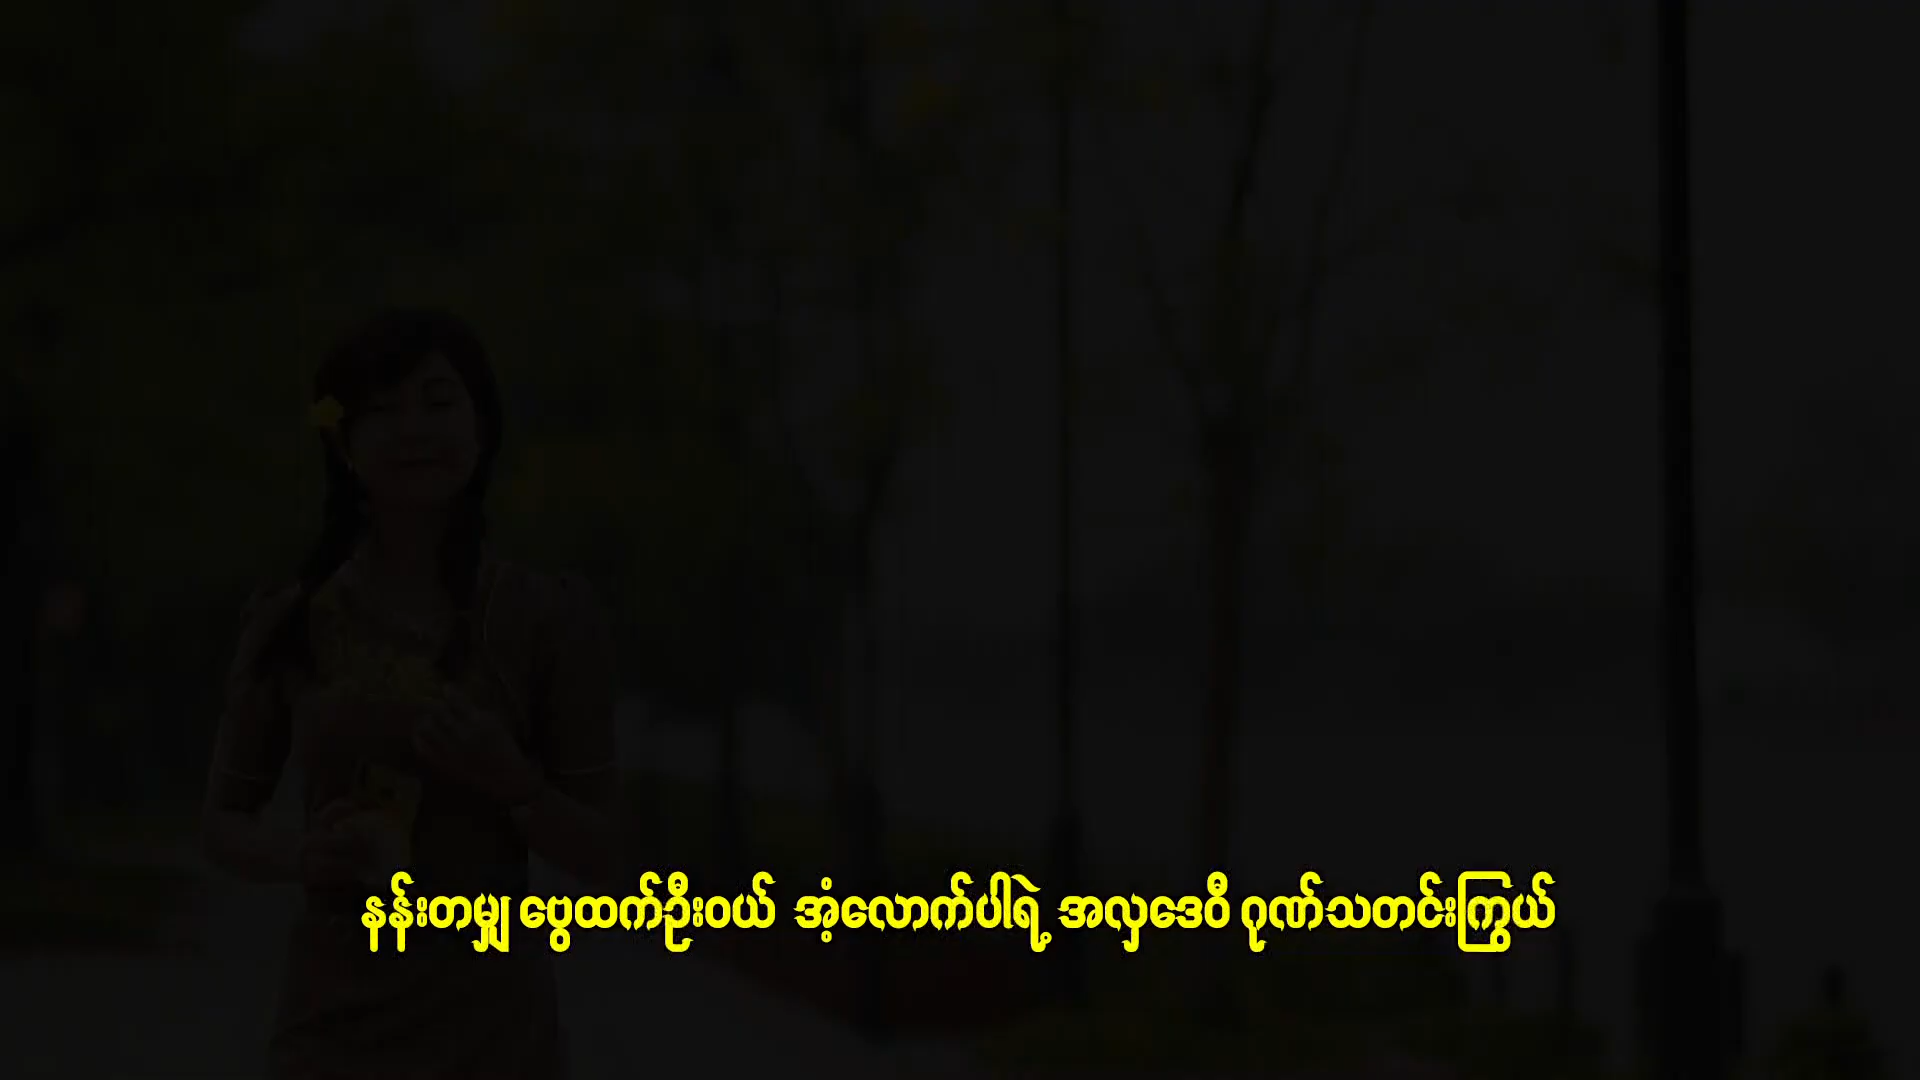 နန်းတမျှ ဗွေထက်ဦးဝယ် အံ့လောက်ပါရဲ့ အလှဒေဝီ ဂုဏ်သတင်းကြွယ်